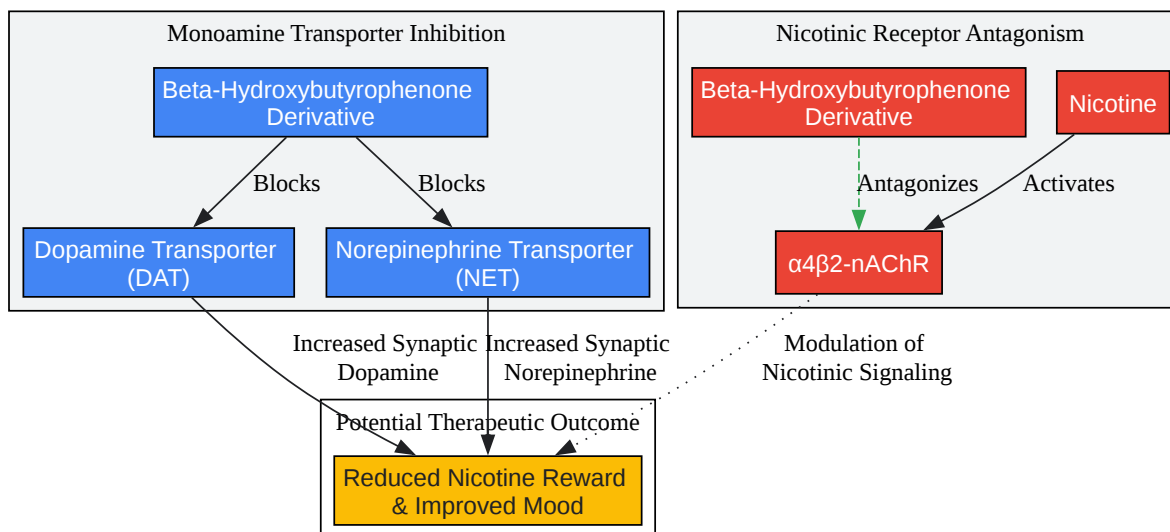 Monoamine Transporter Inhibition
Beta-Hydroxybutyrophenone
Derivative
Blocks
Blocks
Dopamine Transporter
(DAT)
Norepinephrine Transporter
(NET)
Nicotinic Receptor Antagonism
Beta-Hydroxybutyrophenone
Derivative
Nicotine
Antagonizes
Activates
α4β2-nAChR
Increased Synaptic
Dopamine
Increased Synaptic
Norepinephrine
Modulation of
Nicotinic Signaling
Potential Therapeutic Outcome
Reduced Nicotine Reward
& Improved Mood